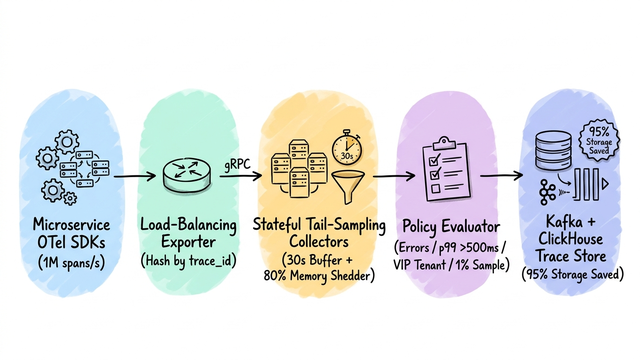 Microservice
OTel SDKs
(1M spans/s)
Load-Balancing
Exporter
(Hash by trace_id)
gRPC
30s
Stateful Tail-Sampling
Collectors
(30s Buffer +
80% Memory Shedder)
Policy Evaluator
(Errors / p99 >500ms /
VIP Tenant / 1% Sample)
95%
Storage
Saved
Kafka +
ClickHouse
Trace Store
(95% Storage Saved)